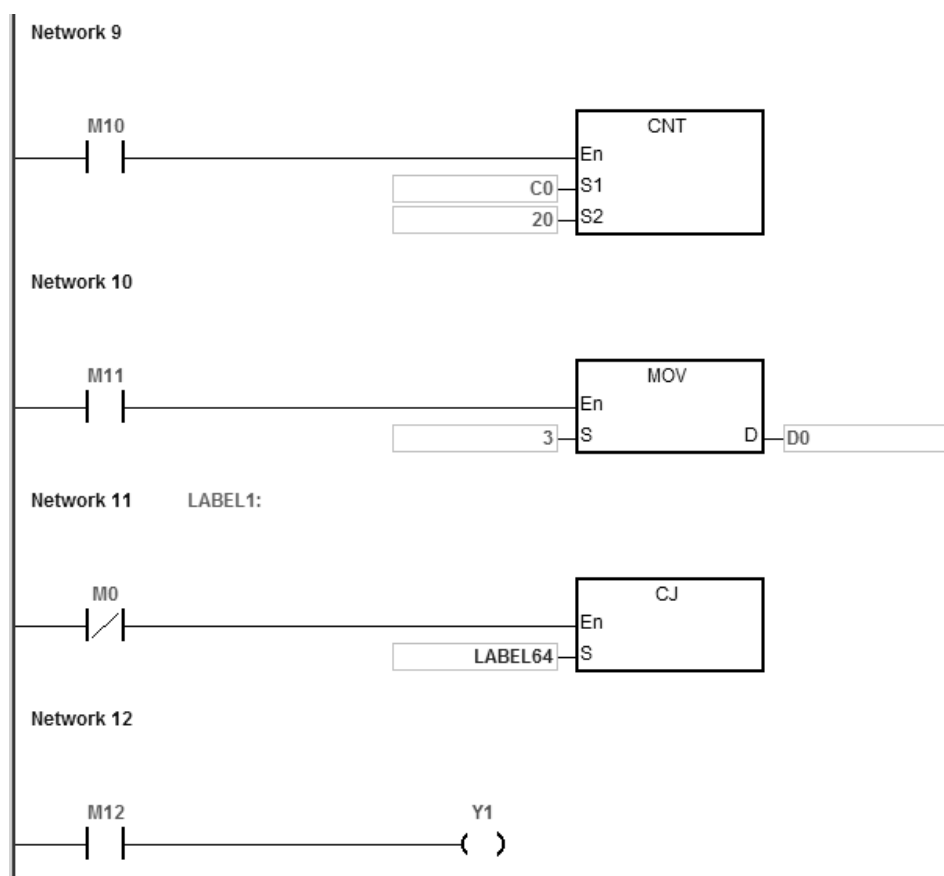 Network 9
M10
CNT
En
C0 S1
20 S2
Network 10
M11
MOV
En
3 S D D0
Network 11 LABEL1:
M0
CJ
En
LABEL64 S
Network 12
M12 Y1